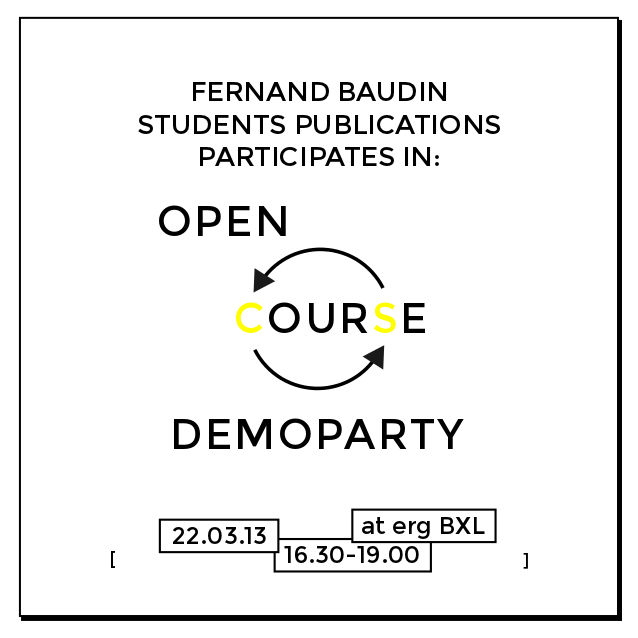 FERNAND BAUDIN
STUDENTS PUBLICATIONS
PARTICIPATES IN:
OPEN
COURSE
DEMOPARTY
[ 22.03.13 16.30-19.00 at erg BXL ]